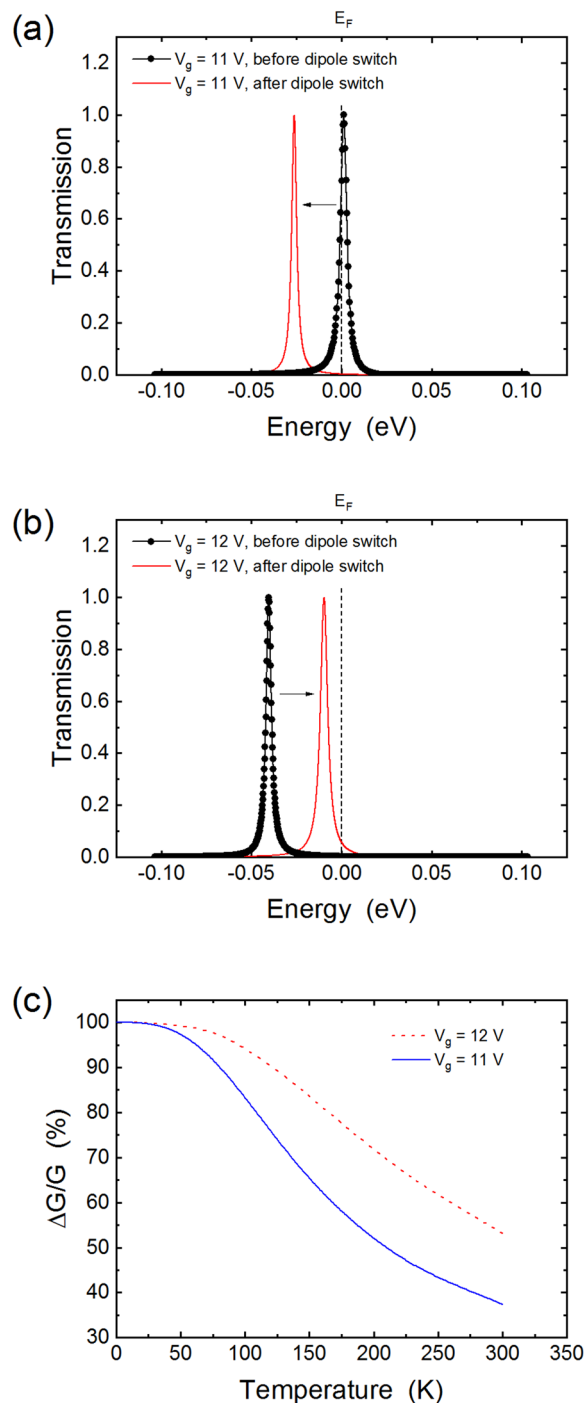 (a)
E_F
V_g = 11 V, before dipole switch
V_g = 11 V, after dipole switch
1.2
1.0
0.8
0.6
0.4
0.2
0.0
Transmission
-0.10 -0.05 0.00 0.05 0.10
Energy (eV)
(b)
E_F
V_g = 12 V, before dipole switch
V_g = 12 V, after dipole switch
1.2
1.0
0.8
0.6
0.4
0.2
0.0
Transmission
-0.10 -0.05 0.00 0.05 0.10
Energy (eV)
(c)
100
90
80
70
60
50
40
30
ΔG/G (%)
V_g = 12 V
V_g = 11 V
0 50 100 150 200 250 300 350
Temperature (K)